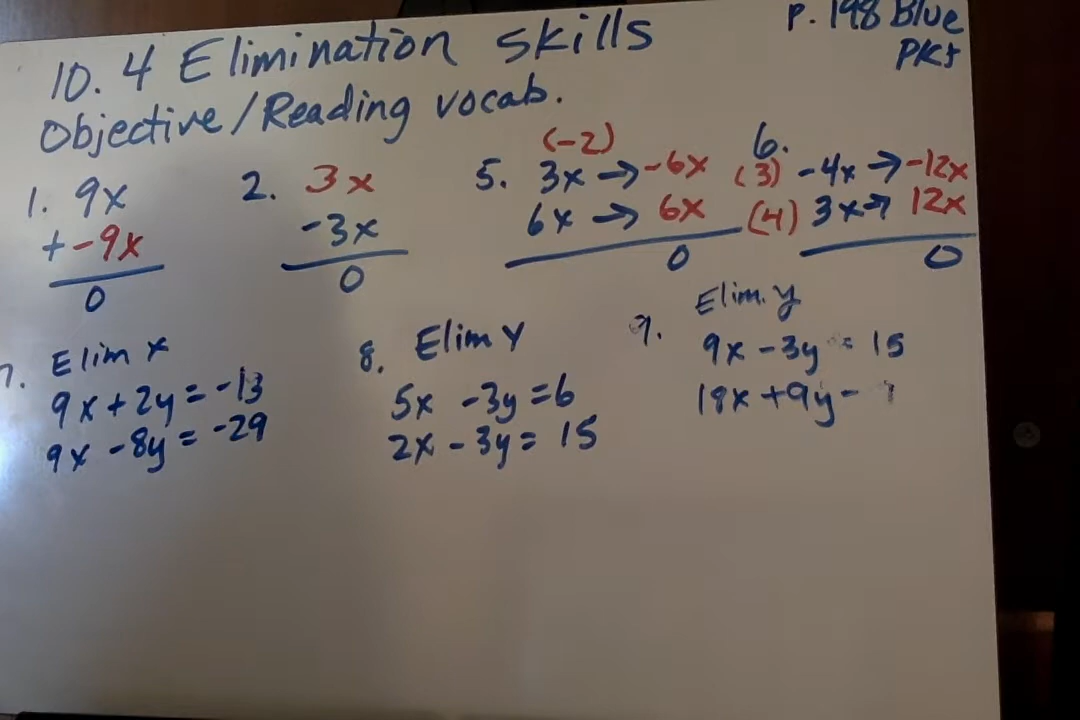 10.4 Elimination skills
p. 198 Blue
PKt
Objective/Reading vocab.
1. 9x
+ -9x
0
2. 3x
-3x
0
(-2)
5. 3x → -6x
6x → 6x
0
6.
(3) -4x → -12x
(4) 3x → 12x
0
7. Elim x
9x + 2y = -13
9x - 8y = -29
8. Elim Y
5x - 3y = 6
2x - 3y = 15
9. Elim. y
9x - 3y = 15
18x + 9y -